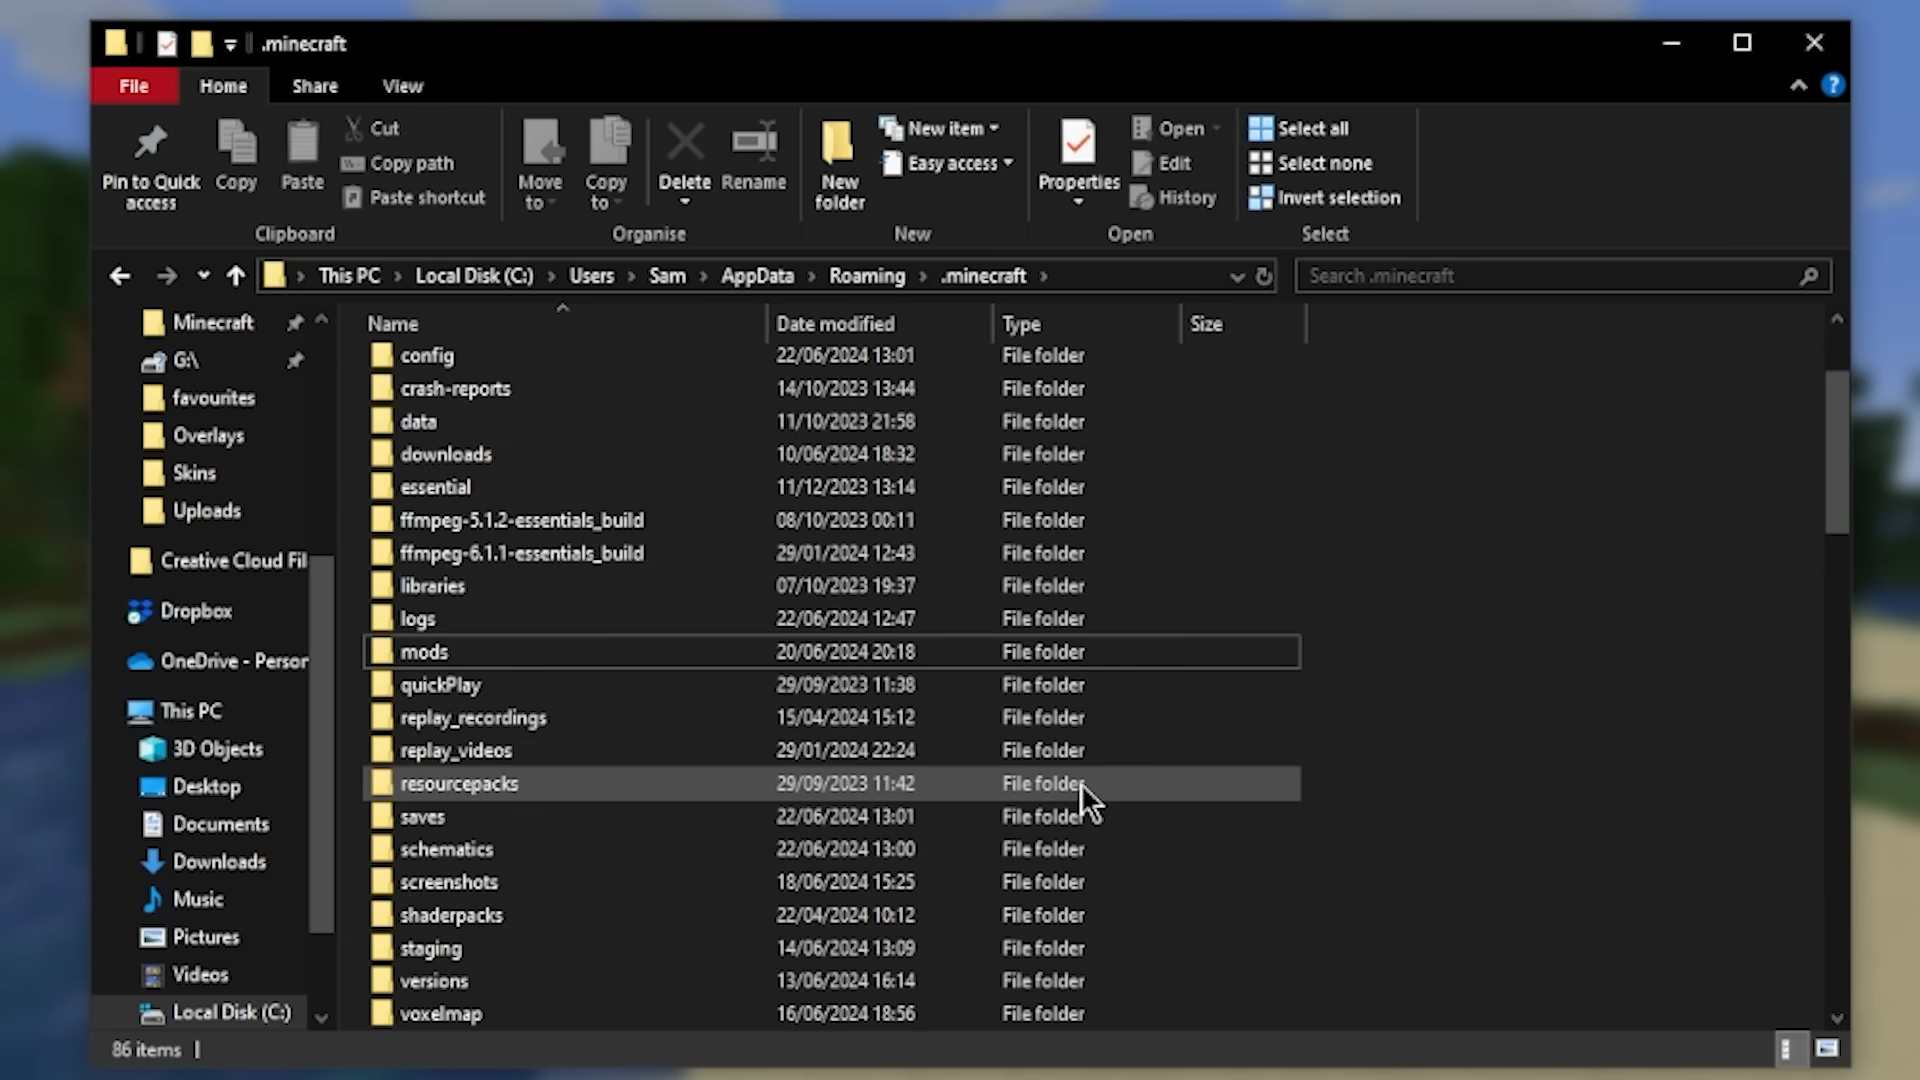 .minecraft
File Home Share View
Pin to Quick access
Copy
Paste
Cut
Copy path
Paste shortcut
Move to
Copy to
Delete
Rename
New folder
New item
Easy access
Properties
Open
Edit
History
Select all
Select none
Invert selection
Clipboard Organise New Open Select
This PC › Local Disk (C:) › Users › Sam › AppData › Roaming › .minecraft ›
Search .minecraft
Minecraft
G:\
favourites
Overlays
Skins
Uploads
Creative Cloud Fil
Dropbox
OneDrive - Person
This PC
3D Objects
Desktop
Documents
Downloads
Music
Pictures
Videos
Local Disk (C:)
Name Date modified Type Size
config 22/06/2024 13:01 File folder
crash-reports 14/10/2023 13:44 File folder
data 11/10/2023 21:58 File folder
downloads 10/06/2024 18:32 File folder
essential 11/12/2023 13:14 File folder
ffmpeg-5.1.2-essentials_build 08/10/2023 00:11 File folder
ffmpeg-6.1.1-essentials_build 29/01/2024 12:43 File folder
libraries 07/10/2023 19:37 File folder
logs 22/06/2024 12:47 File folder
mods 20/06/2024 20:18 File folder
quickPlay 29/09/2023 11:38 File folder
replay_recordings 15/04/2024 15:12 File folder
replay_videos 29/01/2024 22:24 File folder
resourcepacks 29/09/2023 11:42 File folder
saves 22/06/2024 13:01 File folder
schematics 22/06/2024 13:00 File folder
screenshots 18/06/2024 15:25 File folder
shaderpacks 22/04/2024 10:12 File folder
staging 14/06/2024 13:09 File folder
versions 13/06/2024 16:14 File folder
voxelmap 16/06/2024 18:56 File folder
86 items